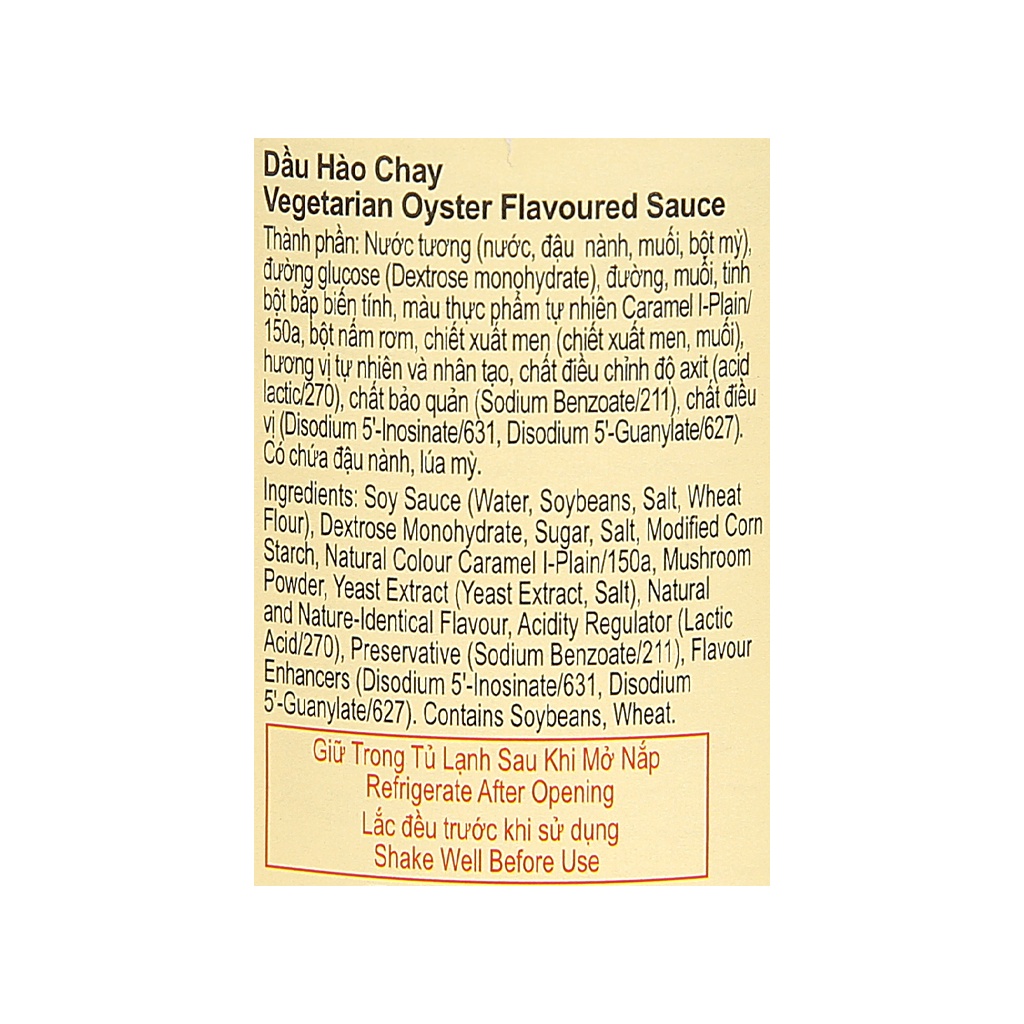 Dầu Hào Chay
Vegetarian Oyster Flavoured Sauce
Thành phần: Nước tương (nước, đậu nành, muối, bột mỳ),
đường glucose (Dextrose monohydrate), đường, muối, tinh
bột bắp biến tính, màu thực phẩm tự nhiên Caramel I-Plain/
150a, bột nấm rơm, chiết xuất men (chiết xuất men, muối),
hương vị tự nhiên và nhân tạo, chất điều chỉnh độ axit (acid
lactic/270), chất bảo quản (Sodium Benzoate/211), chất điều
vị (Disodium 5'-Inosinate/631, Disodium 5'-Guanylate/627).
Có chứa đậu nành, lúa mỳ.
Ingredients: Soy Sauce (Water, Soybeans, Salt, Wheat
Flour), Dextrose Monohydrate, Sugar, Salt, Modified Corn
Starch, Natural Colour Caramel I-Plain/150a, Mushroom
Powder, Yeast Extract (Yeast Extract, Salt), Natural
and Nature-Identical Flavour, Acidity Regulator (Lactic
Acid/270), Preservative (Sodium Benzoate/211), Flavour
Enhancers (Disodium 5'-Inosinate/631, Disodium
5'-Guanylate/627). Contains Soybeans, Wheat.
Giữ Trong Tủ Lạnh Sau Khi Mở Nắp
Refrigerate After Opening
Lắc đều trước khi sử dụng
Shake Well Before Use